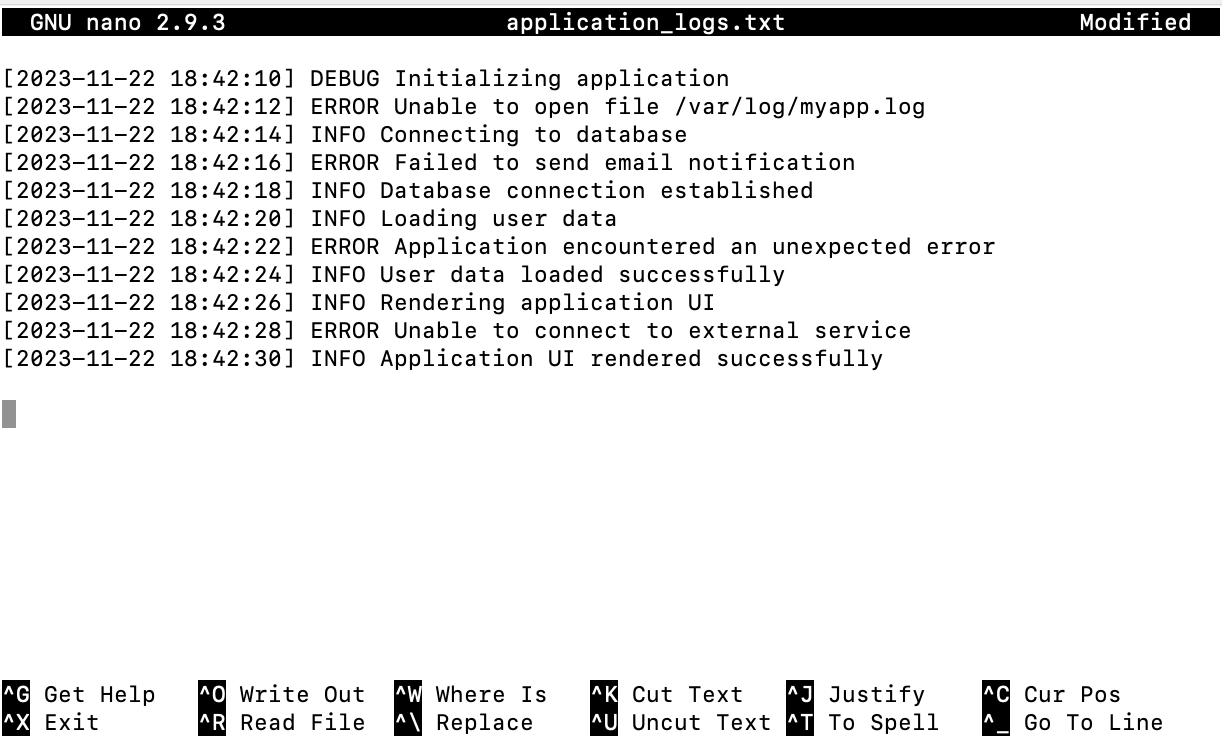 GNU nano 2.9.3 application_logs.txt Modified
[2023-11-22 18:42:10] DEBUG Initializing application
[2023-11-22 18:42:12] ERROR Unable to open file /var/log/myapp.log
[2023-11-22 18:42:14] INFO Connecting to database
[2023-11-22 18:42:16] ERROR Failed to send email notification
[2023-11-22 18:42:18] INFO Database connection established
[2023-11-22 18:42:20] INFO Loading user data
[2023-11-22 18:42:22] ERROR Application encountered an unexpected error
[2023-11-22 18:42:24] INFO User data loaded successfully
[2023-11-22 18:42:26] INFO Rendering application UI
[2023-11-22 18:42:28] ERROR Unable to connect to external service
[2023-11-22 18:42:30] INFO Application UI rendered successfully
^G Get Help ^O Write Out ^W Where Is ^K Cut Text ^J Justify ^C Cur Pos
^X Exit ^R Read File ^\ Replace ^U Uncut Text ^T To Spell ^_ Go To Line